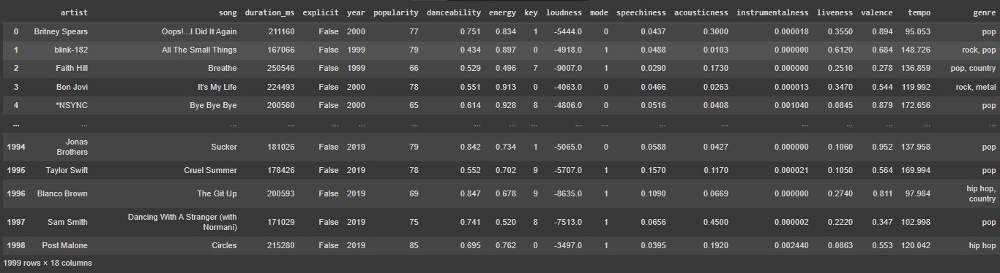 artist song duration_ms explicit year popularity danceability energy key loudness mode speechiness acousticness instrumentalness liveness valence tempo genre
0 Britney Spears Oops!...I Did It Again 211160 False 2000 77 0.751 0.834 1 -5444.0 0 0.0437 0.3000 0.000018 0.3550 0.894 95.053 pop
1 blink-182 All The Small Things 167066 False 1999 79 0.434 0.897 0 -4918.0 1 0.0488 0.0103 0.000000 0.6120 0.684 148.726 rock, pop
2 Faith Hill Breathe 250546 False 1999 66 0.529 0.496 7 -9007.0 1 0.0290 0.1730 0.000000 0.2510 0.278 136.859 pop, country
3 Bon Jovi It's My Life 224493 False 2000 78 0.551 0.913 0 -4063.0 0 0.0466 0.0263 0.000013 0.3470 0.544 119.992 rock, metal
4 *NSYNC Bye Bye Bye 200560 False 2000 65 0.614 0.928 8 -4806.0 0 0.0516 0.0408 0.001040 0.0845 0.879 172.656 pop
... ... ... ... ... ... ... ... ... ... ... ... ... ... ... ... ... ... ...
1994 Jonas
Brothers Sucker 181026 False 2019 79 0.842 0.734 1 -5065.0 0 0.0588 0.0427 0.000000 0.1060 0.952 137.958 pop
1995 Taylor Swift Cruel Summer 178426 False 2019 78 0.552 0.702 9 -5707.0 1 0.1570 0.1170 0.000021 0.1050 0.564 169.994 pop
1996 Blanco Brown The Git Up 200593 False 2019 69 0.847 0.678 9 -8635.0 1 0.1090 0.0669 0.000000 0.2740 0.811 97.984 hip hop,
country
1997 Sam Smith Dancing With A Stranger (with
Normani) 171029 False 2019 75 0.741 0.520 8 -7513.0 1 0.0656 0.4500 0.000002 0.2220 0.347 102.998 pop
1998 Post Malone Circles 215280 False 2019 85 0.695 0.762 0 -3497.0 1 0.0395 0.1920 0.002440 0.0863 0.553 120.042 hip hop
1999 rows × 18 columns